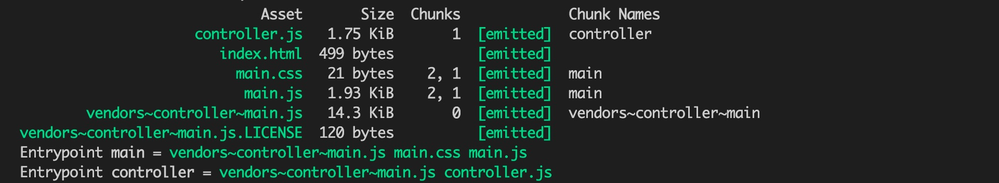 Asset Size Chunks Chunk Names
controller.js 1.75 KiB 1 [emitted] controller
index.html 499 bytes [emitted]
main.css 21 bytes 2, 1 [emitted] main
main.js 1.93 KiB 2, 1 [emitted] main
vendors~controller~main.js 14.3 KiB 0 [emitted] vendors~controller~main
vendors~controller~main.js.LICENSE 120 bytes [emitted]
Entrypoint main = vendors~controller~main.js main.css main.js
Entrypoint controller = vendors~controller~main.js controller.js